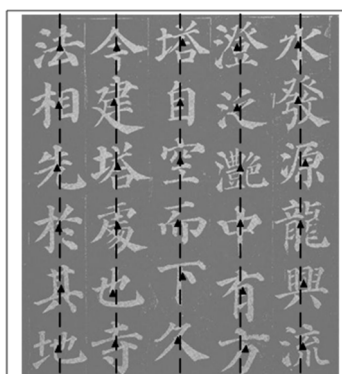 水發源龍興流
澄泛灔中有方
塔自空而下久
今建塔處也寺
法相先於其地